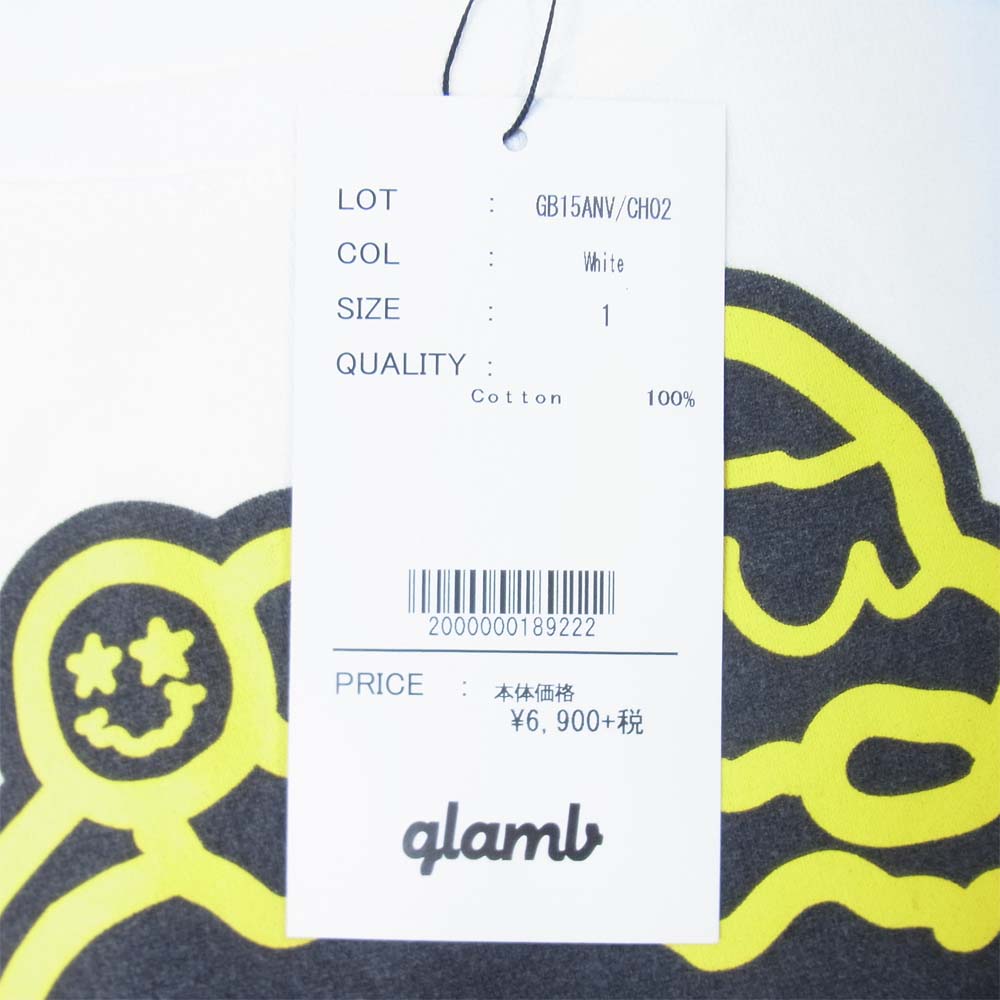 LOT : GB15ANV/CH02
COL : White
SIZE : 1
QUALITY :
Cotton 100%
2000000189222
PRICE : 本体価格
¥6,900+税
glamb